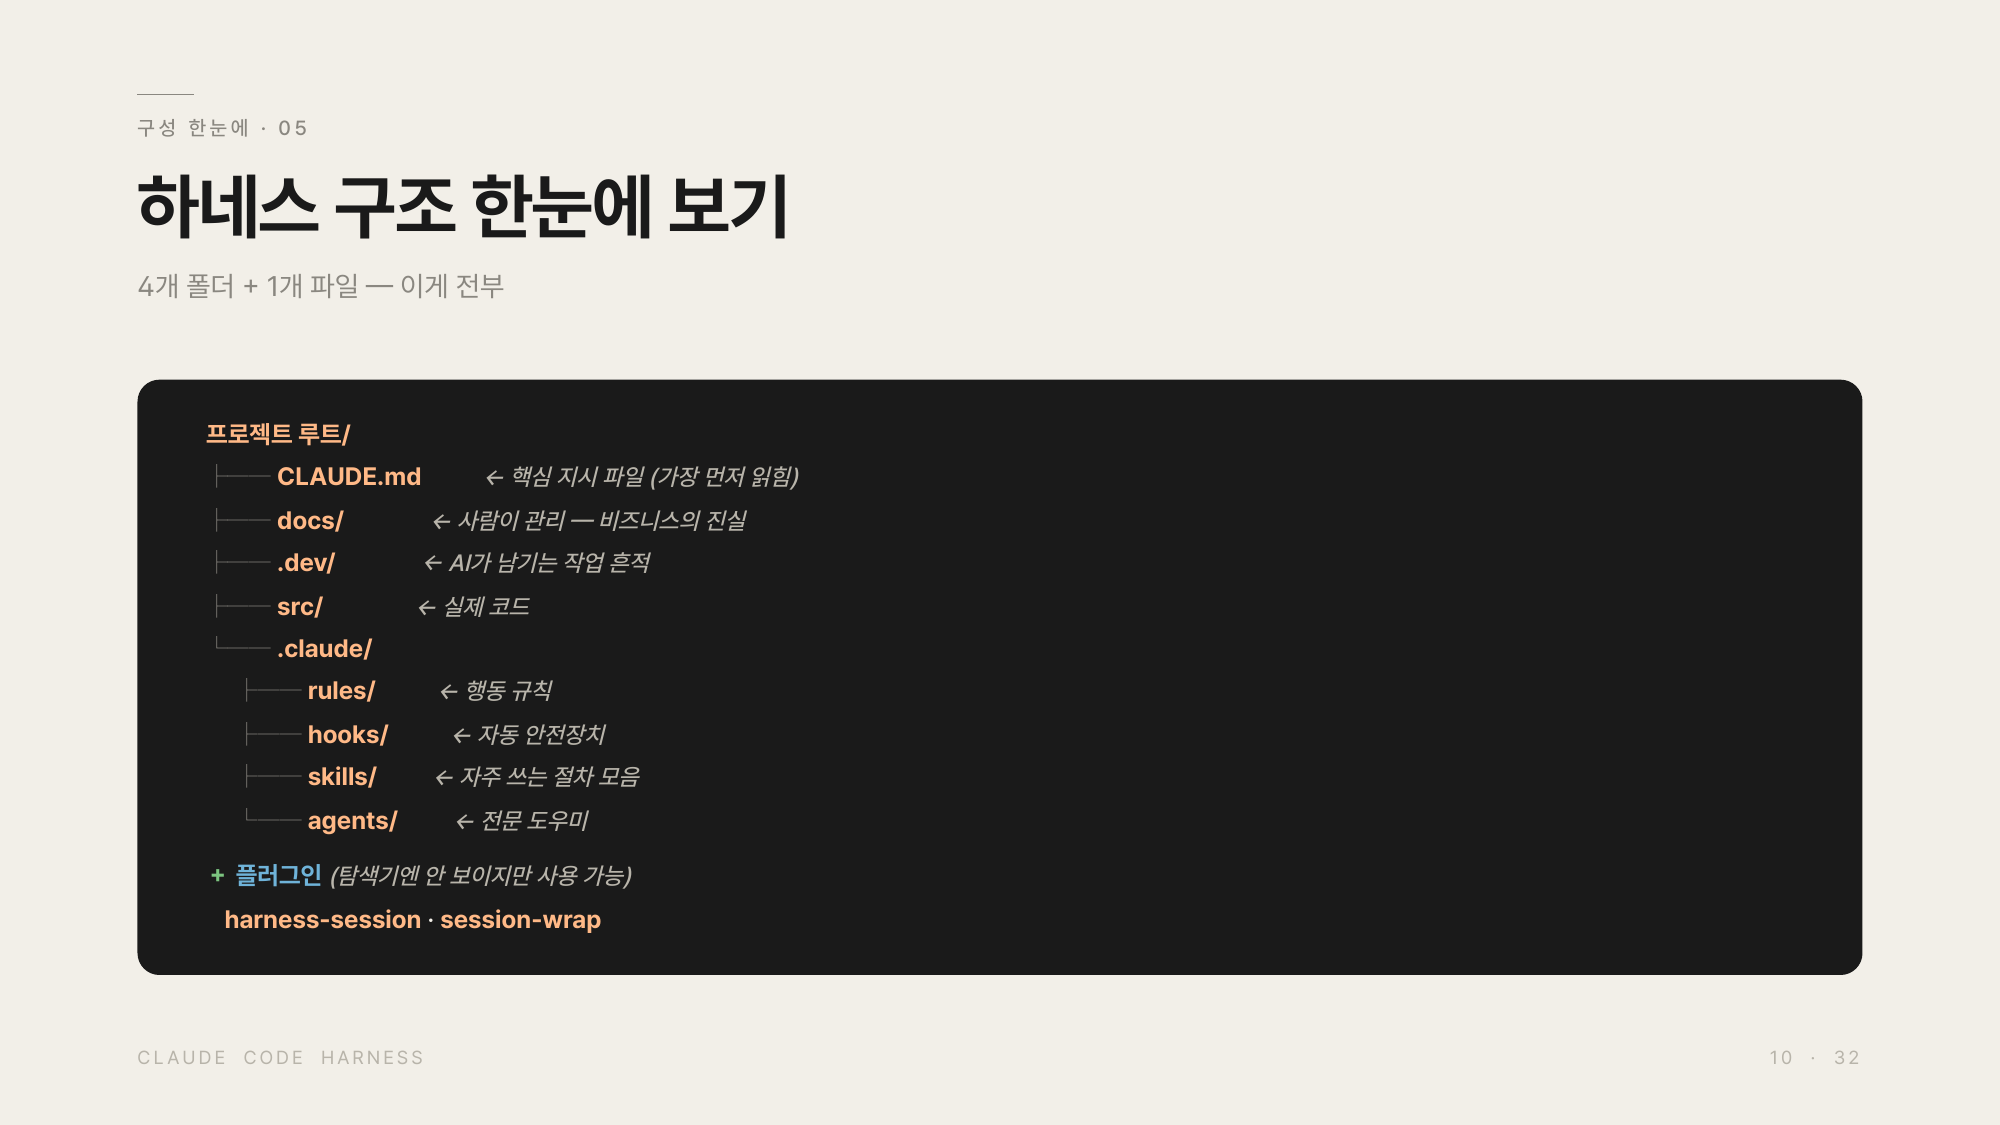 구성 한눈에 · 05
하네스 구조 한눈에 보기
4개 폴더 + 1개 파일 — 이게 전부
프로젝트 루트/
├── CLAUDE.md ← 핵심 지시 파일 (가장 먼저 읽힘)
├── docs/ ← 사람이 관리 — 비즈니스의 진실
├── .dev/ ← AI가 남기는 작업 흔적
├── src/ ← 실제 코드
└── .claude/
├── rules/ ← 행동 규칙
├── hooks/ ← 자동 안전장치
├── skills/ ← 자주 쓰는 절차 모음
└── agents/ ← 전문 도우미
+ 플러그인 (탐색기엔 안 보이지만 사용 가능)
harness-session · session-wrap
CLAUDE CODE HARNESS
10 · 32